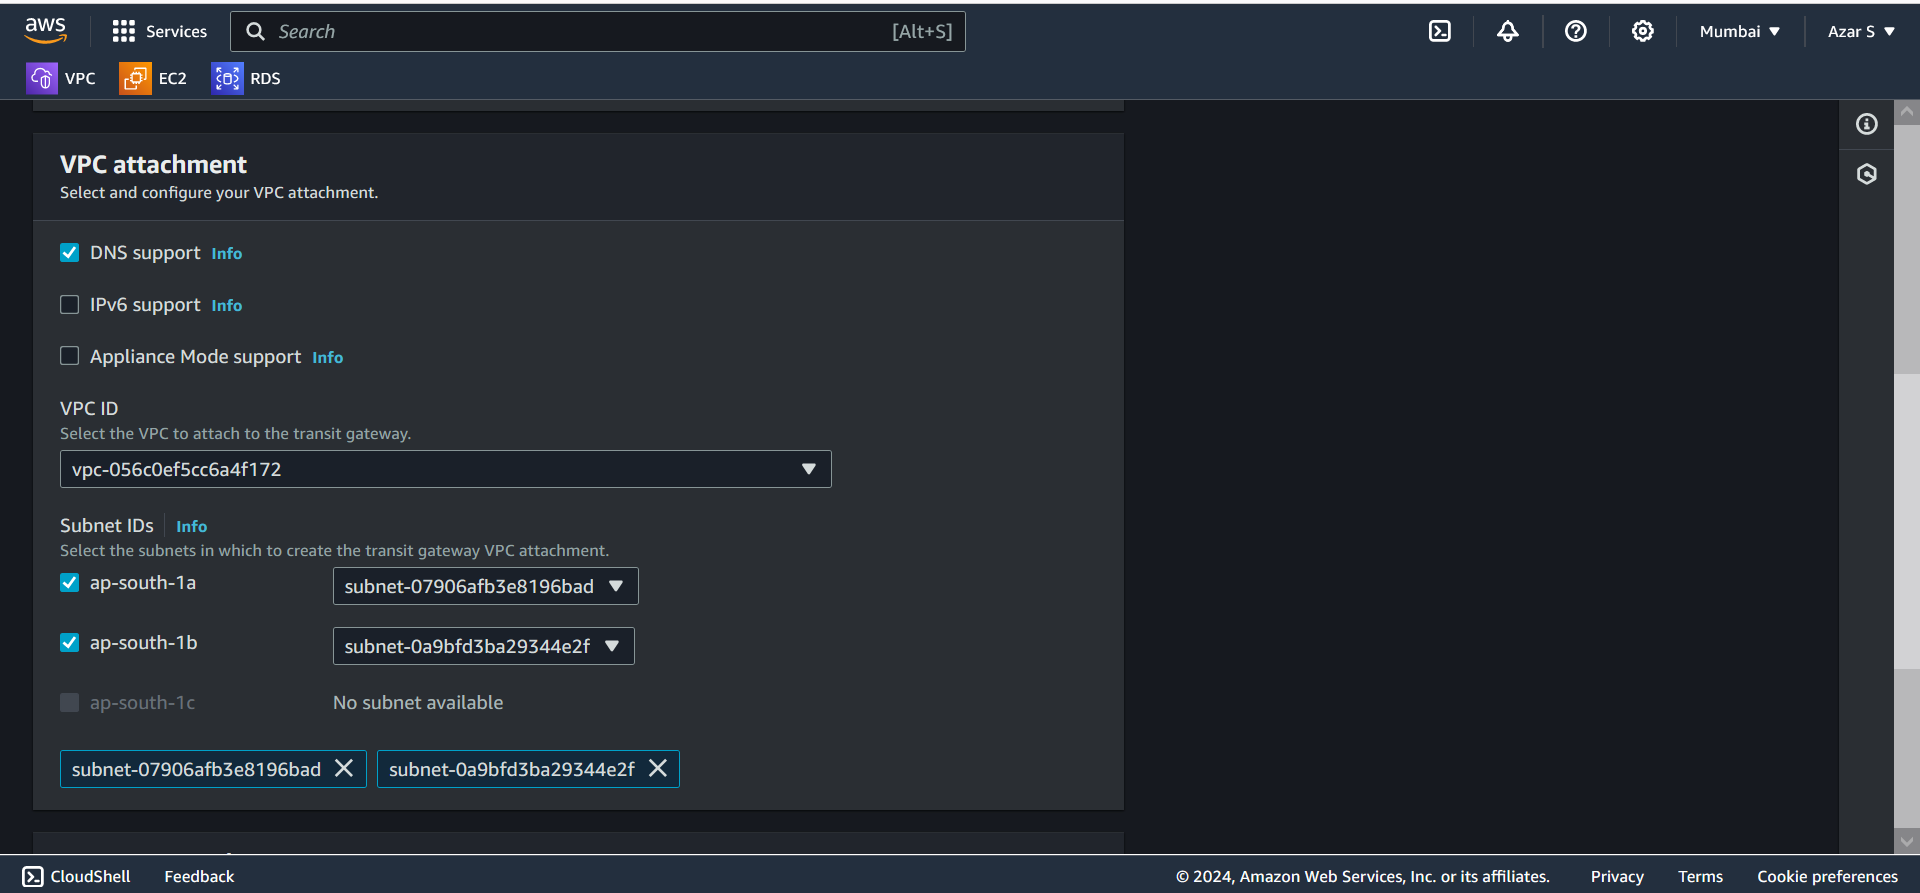 aws Services Search [Alt+S] Mumbai Azar S
VPC EC2 RDS
VPC attachment
Select and configure your VPC attachment.
DNS support Info
IPv6 support Info
Appliance Mode support Info
VPC ID
Select the VPC to attach to the transit gateway.
vpc-056c0ef5cc6a4f172
Subnet IDs Info
Select the subnets in which to create the transit gateway VPC attachment.
ap-south-1a subnet-07906afb3e8196bad
ap-south-1b subnet-0a9bfd3ba29344e2f
ap-south-1c No subnet available
subnet-07906afb3e8196bad subnet-0a9bfd3ba29344e2f
CloudShell Feedback © 2024, Amazon Web Services, Inc. or its affiliates. Privacy Terms Cookie preferences